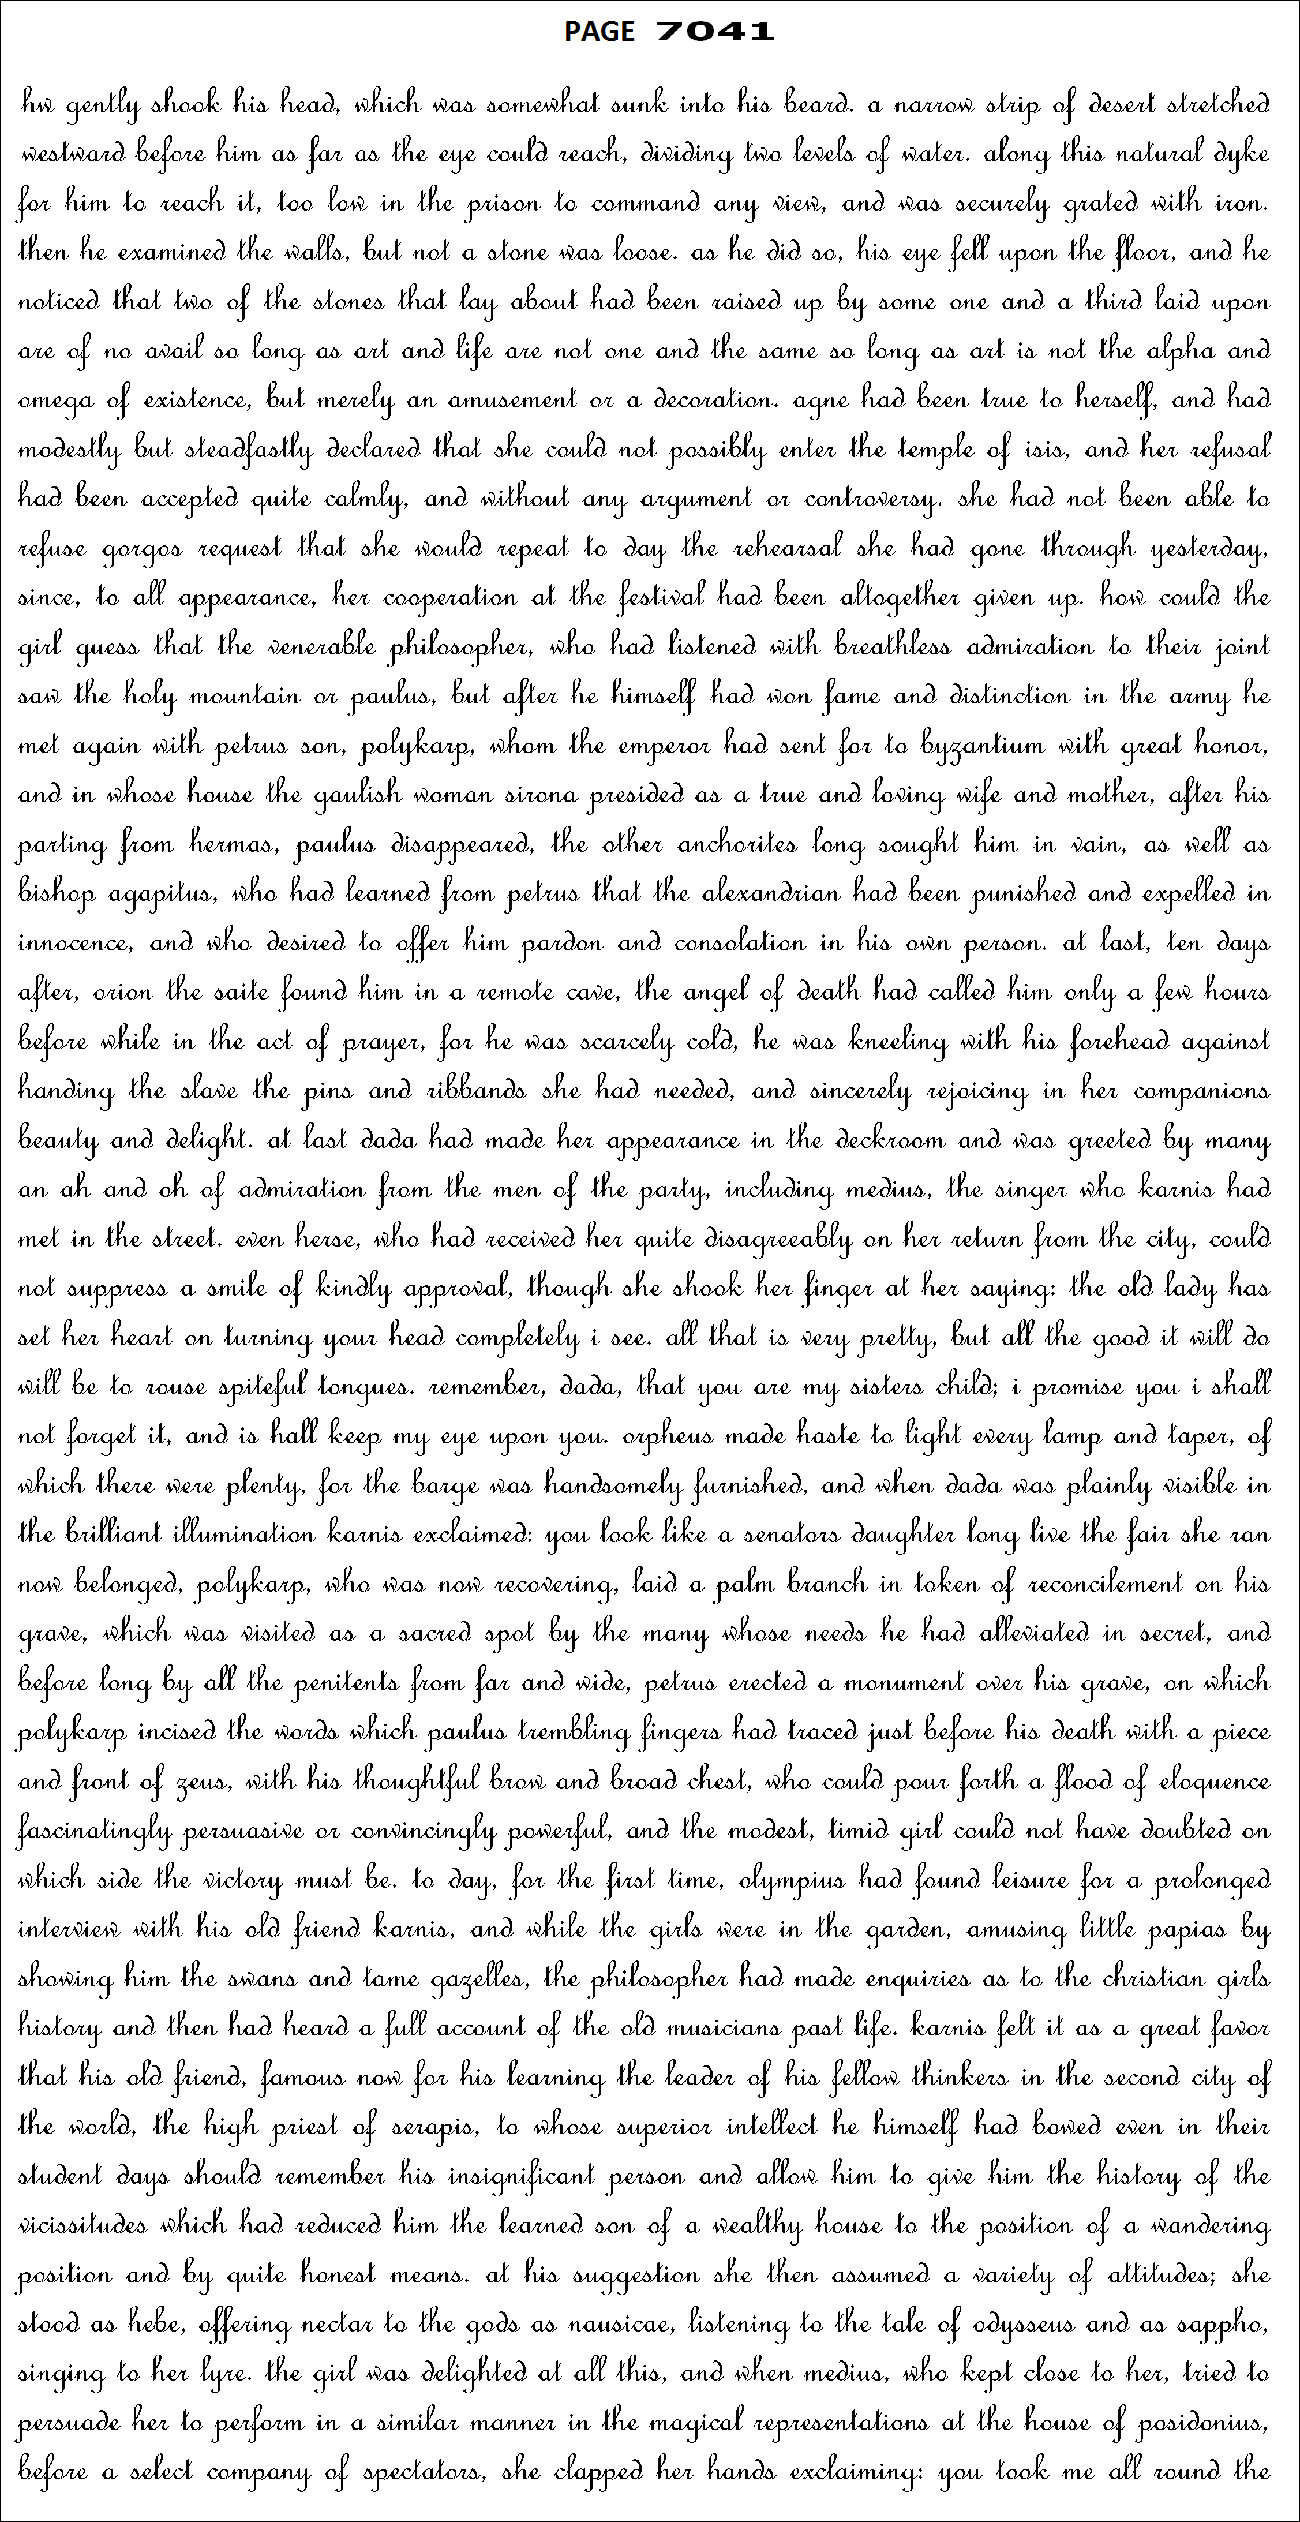 PAGE 7041
hw gently shook his head, which was somewhat sunk into his beard. a narrow strip of desert stretched
westward before him as far as the eye could reach, dividing two levels of water. along this natural dyke
for him to reach it, too low in the prison to command any view, and was securely grated with iron.
then he examined the walls, but not a stone was loose. as he did so, his eye fell upon the floor, and he
noticed that two of the stones that lay about had been raised up by some one and a third laid upon
are of no avail so long as art and life are not one and the same so long as art is not the alpha and
omega of existence, but merely an amusement or a decoration. agne had been true to herself, and had
modestly but steadfastly declared that she could not possibly enter the temple of isis, and her refusal
had been accepted quite calmly, and without any argument or controversy. she had not been able to
refuse gorgos request that she would repeat to day the rehearsal she had gone through yesterday,
since, to all appearance, her cooperation at the festival had been altogether given up. how could the
girl guess that the venerable philosopher, who had listened with breathless admiration to their joint
saw the holy mountain or paulus, but after he himself had won fame and distinction in the army he
met again with petrus son, polykarp, whom the emperor had sent for to byzantium with great honor,
and in whose house the gaulish woman sirona presided as a true and loving wife and mother, after his
parting from hermas, paulus disappeared, the other anchorites long sought him in vain, as well as
bishop agapitus, who had learned from petrus that the alexandrian had been punished and expelled in
innocence, and who desired to offer him pardon and consolation in his own person. at last, ten days
after, orion the saite found him in a remote cave, the angel of death had called him only a few hours
before while in the act of prayer, for he was scarcely cold, he was kneeling with his forehead against
handing the slave the pins and ribbands she had needed, and sincerely rejoicing in her companions
beauty and delight. at last dada had made her appearance in the deckroom and was greeted by many
an ah and oh of admiration from the men of the party, including medius, the singer who karnis had
met in the street. even herse, who had received her quite disagreeably on her return from the city, could
not suppress a smile of kindly approval, though she shook her finger at her saying: the old lady has
set her heart on turning your head completely i see. all that is very pretty, but all the good it will do
will be to rouse spiteful tongues. remember, dada, that you are my sisters child; i promise you i shall
not forget it, and is hall keep my eye upon you. orpheus made haste to light every lamp and taper, of
which there were plenty, for the barge was handsomely furnished, and when dada was plainly visible in
the brilliant illumination karnis exclaimed: you look like a senators daughter long live the fair she ran
now belonged, polykarp, who was now recovering, laid a palm branch in token of reconcilement on his
grave, which was visited as a sacred spot by the many whose needs he had alleviated in secret, and
before long by all the penitents from far and wide, petrus erected a monument over his grave, on which
polykarp incised the words which paulus trembling fingers had traced just before his death with a piece
and front of zeus, with his thoughtful brow and broad chest, who could pour forth a flood of eloquence
fascinatingly persuasive or convincingly powerful, and the modest, timid girl could not have doubted on
which side the victory must be. to day, for the first time, olympius had found leisure for a prolonged
interview with his old friend karnis, and while the girls were in the garden, amusing little papias by
showing him the swans and tame gazelles, the philosopher had made enquiries as to the christian girls
history and then had heard a full account of the old musicians past life. karnis felt it as a great favor
that his old friend, famous now for his learning the leader of his fellow thinkers in the second city of
the world, the high priest of serapis, to whose superior intellect he himself had bowed even in their
student days should remember his insignificant person and allow him to give him the history of the
vicissitudes which had reduced him the learned son of a wealthy house to the position of a wandering
position and by quite honest means. at his suggestion she then assumed a variety of attitudes; she
stood as hebe, offering nectar to the gods as nausicae, listening to the tale of odysseus and as sappho,
singing to her lyre. the girl was delighted at all this, and when medius, who kept close to her, tried to
persuade her to perform in a similar manner in the magical representations at the house of posidonius,
before a select company of spectators, she clapped her hands exclaiming: you took me all round the